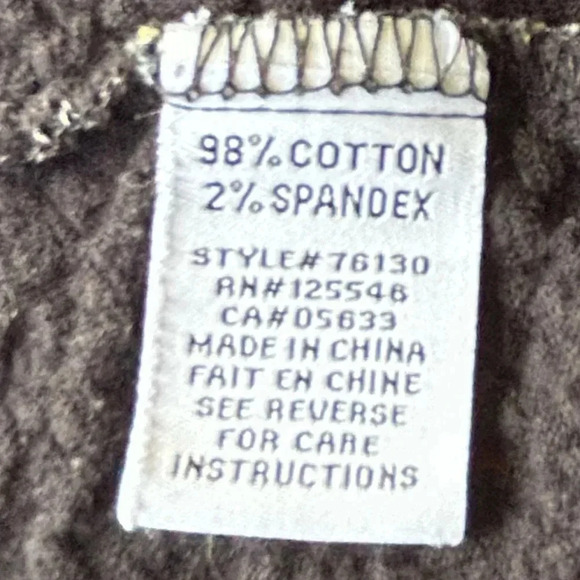 98% COTTON
2% SPANDEX
STYLE# 76130
RN# 125546
CA# 05633
MADE IN CHINA
FAIT EN CHINE
SEE REVERSE
FOR CARE
INSTRUCTIONS